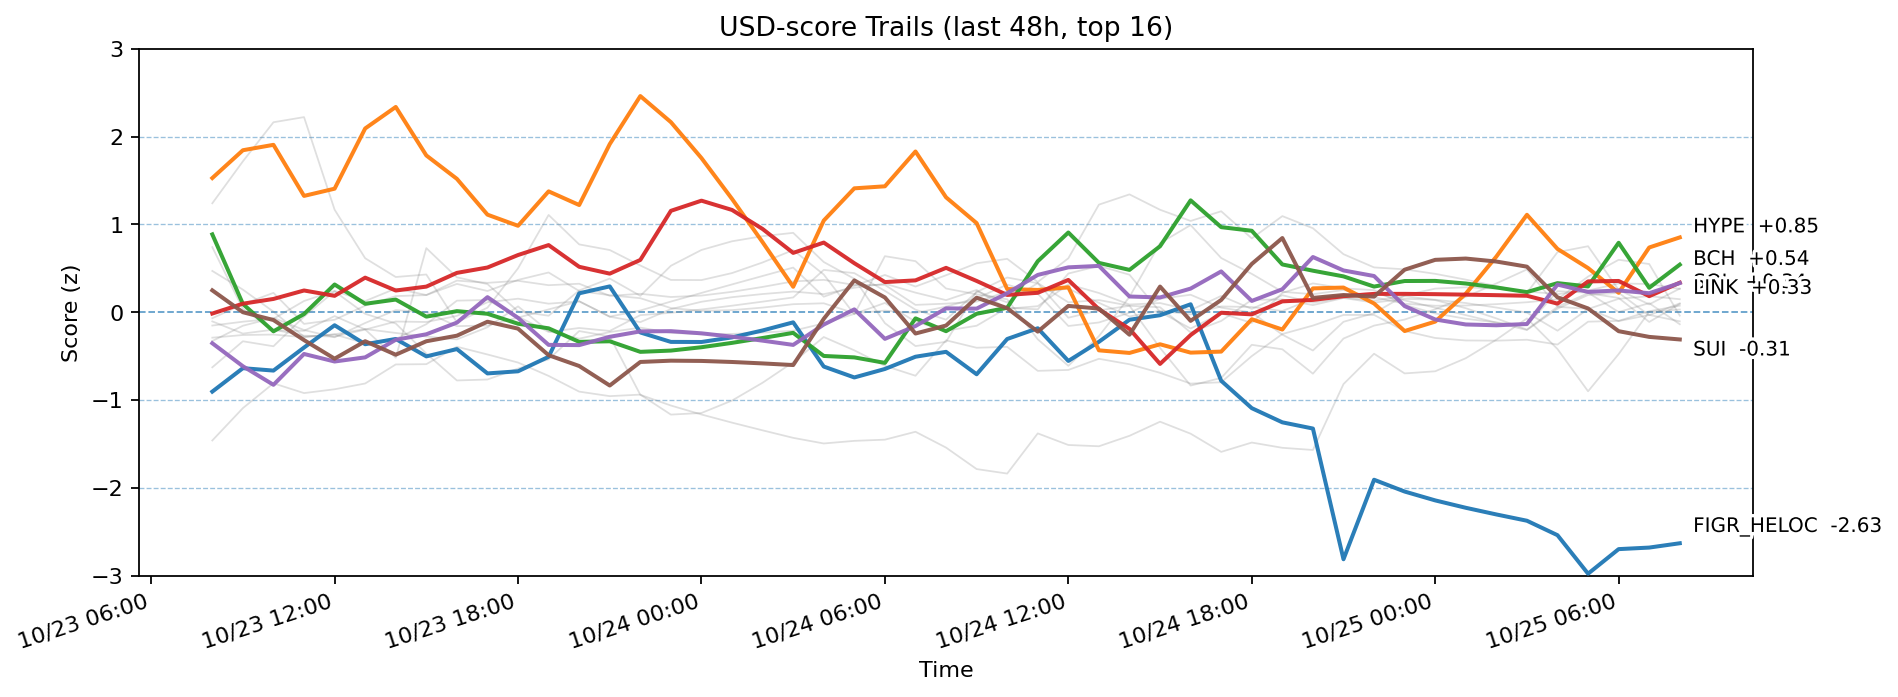 USD-score Trails (last 48h, top 16)
3
2
1
0
−1
−2
−3
Score (z)
HYPE +0.85
BCH +0.54
LINK +0.33
SUI -0.31
FIGR_HELOC -2.63
10/23 06:00
10/23 12:00
10/23 18:00
10/24 00:00
10/24 06:00
10/24 12:00
10/24 18:00
10/25 00:00
10/25 06:00
Time